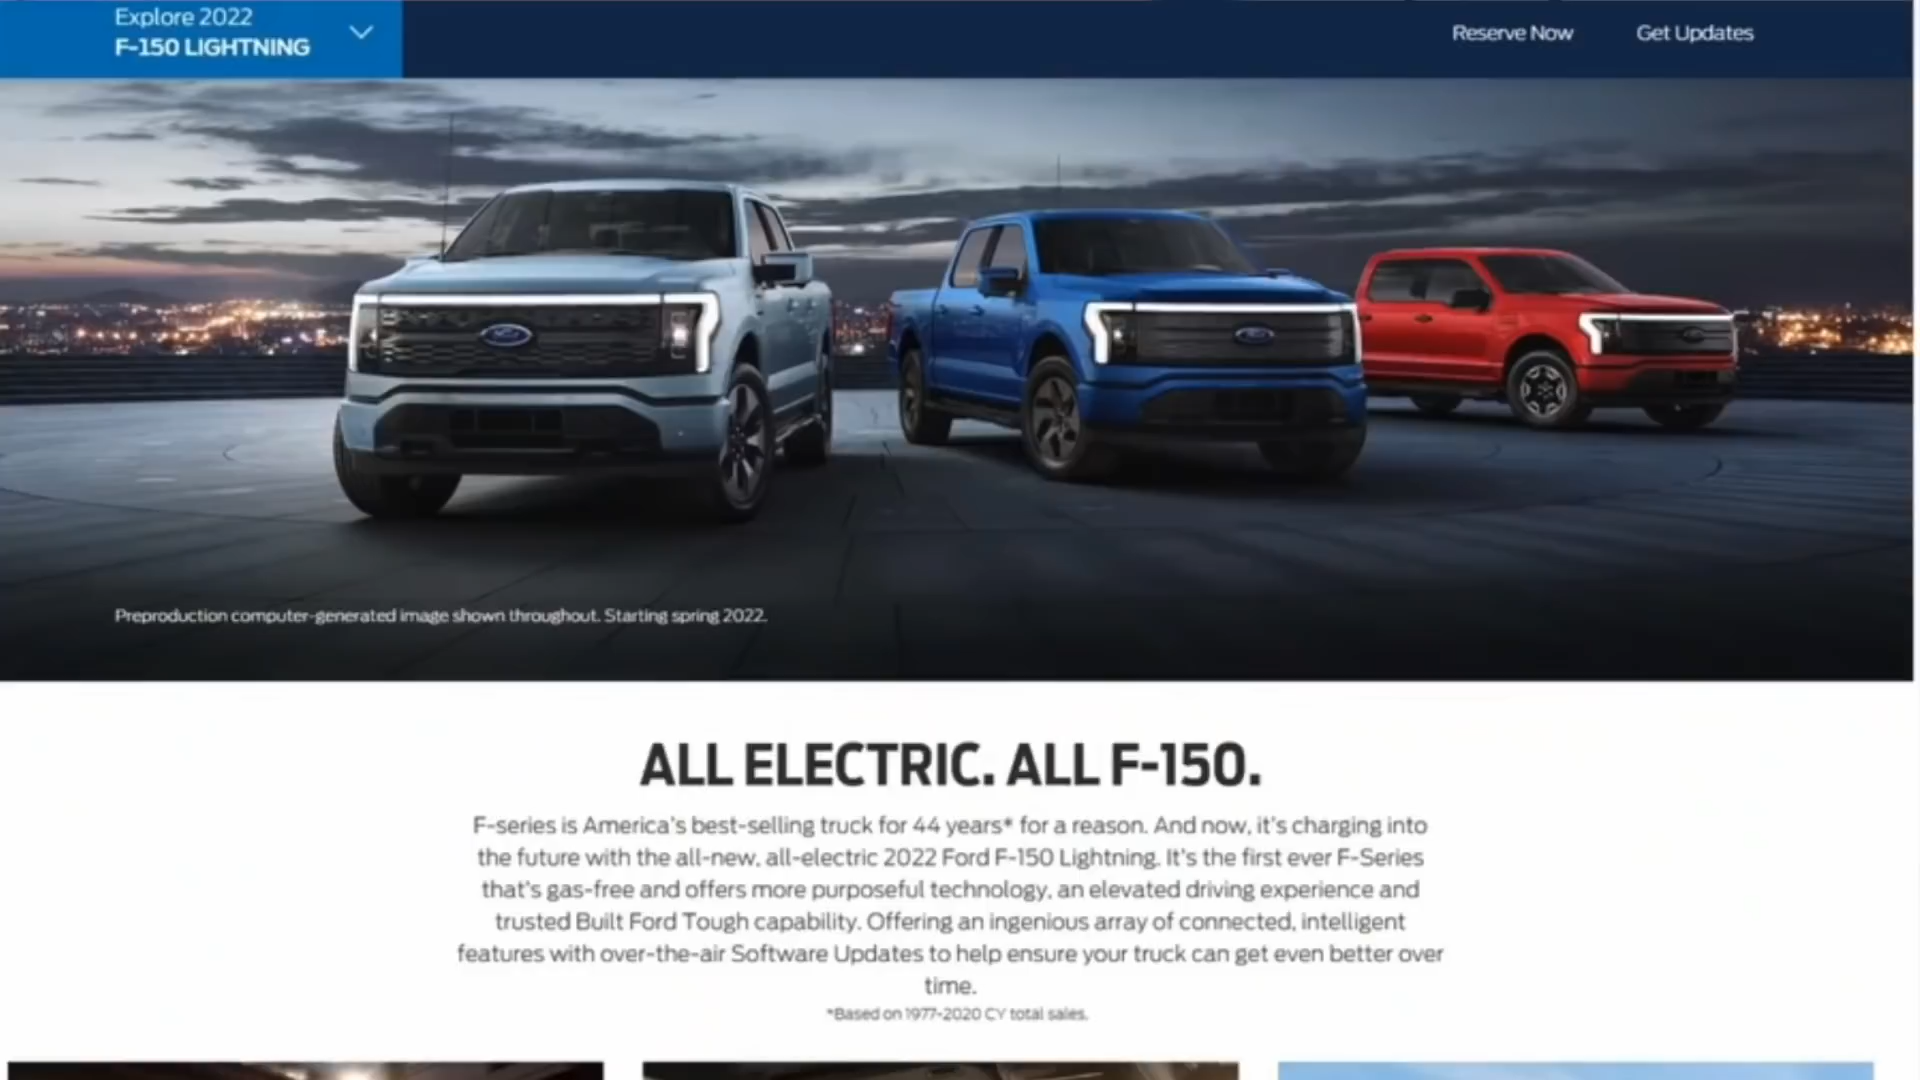 Explore 2022
F-150 LIGHTNING
Reserve Now
Get Updates
Preproduction computer-generated image shown throughout. Starting spring 2022.
ALL ELECTRIC. ALL F-150.
F-series is America's best-selling truck for 44 years* for a reason. And now, it's charging into
the future with the all-new, all-electric 2022 Ford F-150 Lightning. It's the first ever F-Series
that's gas-free and offers more purposeful technology, an elevated driving experience and
trusted Built Ford Tough capability. Offering an ingenious array of connected, intelligent
features with over-the-air Software Updates to help ensure your truck can get even better over
time.
*Based on 1977-2020 CY total sales.